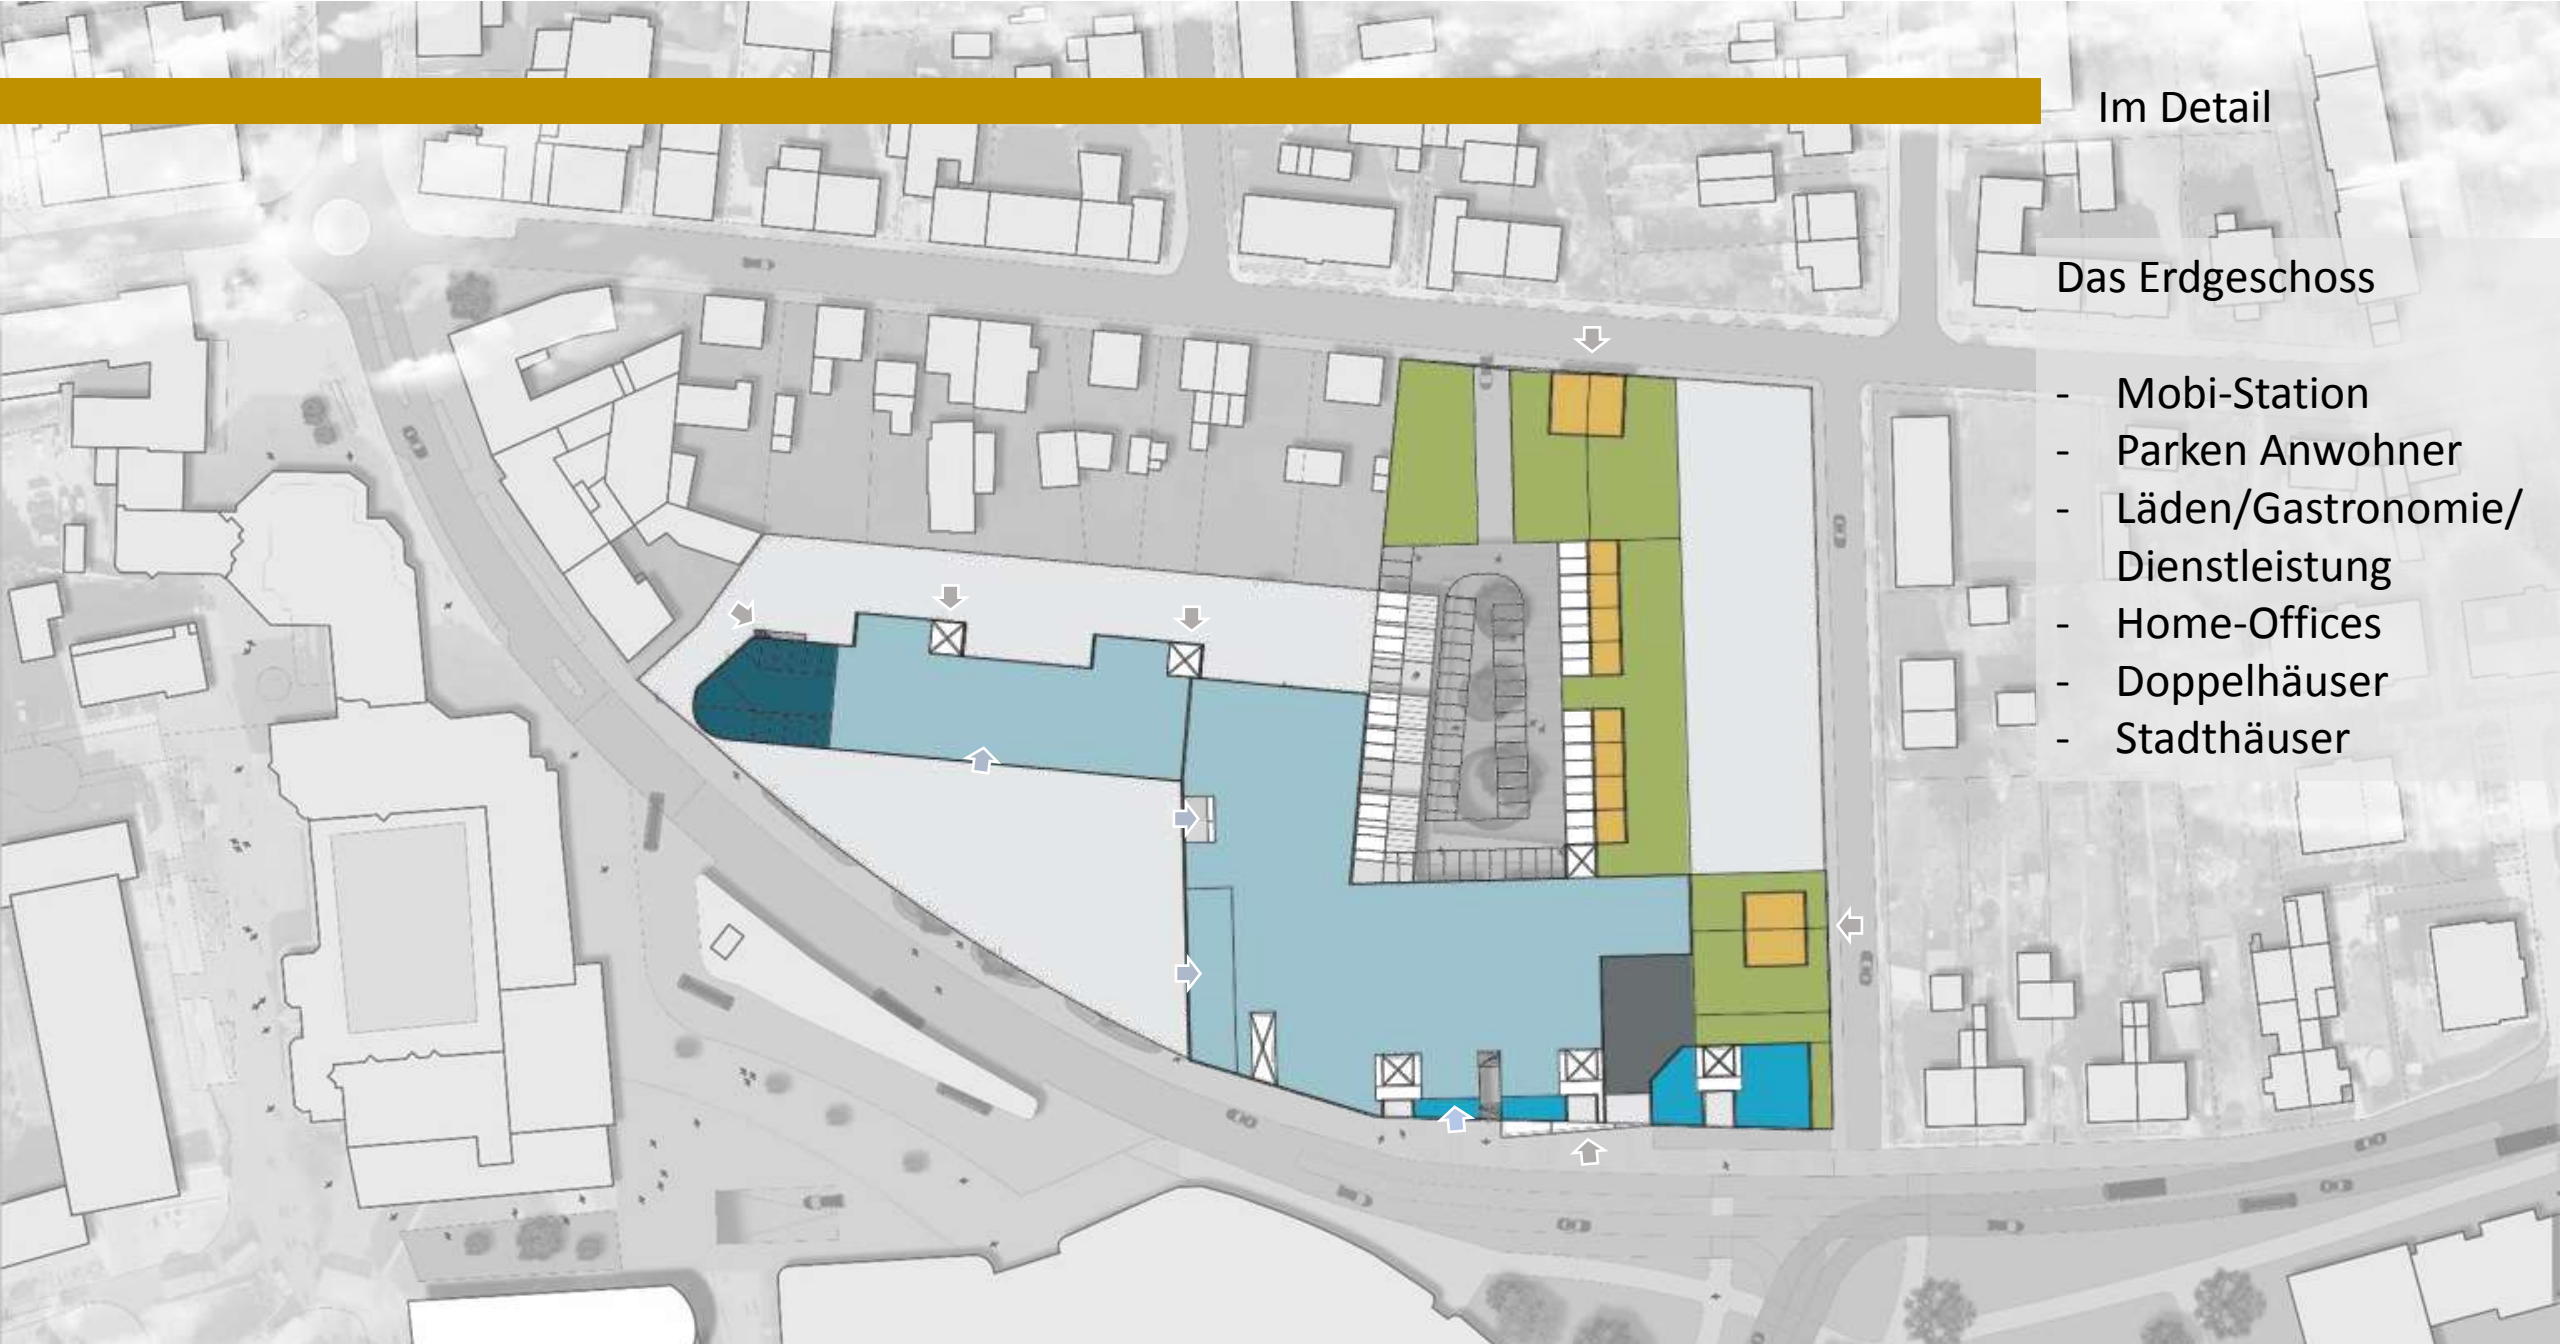 Im Detail
Das Erdgeschoss
- Mobi-Station
- Parken Anwohner
- Läden/Gastronomie/
Dienstleistung
- Home-Offices
- Doppelhäuser
- Stadthäuser